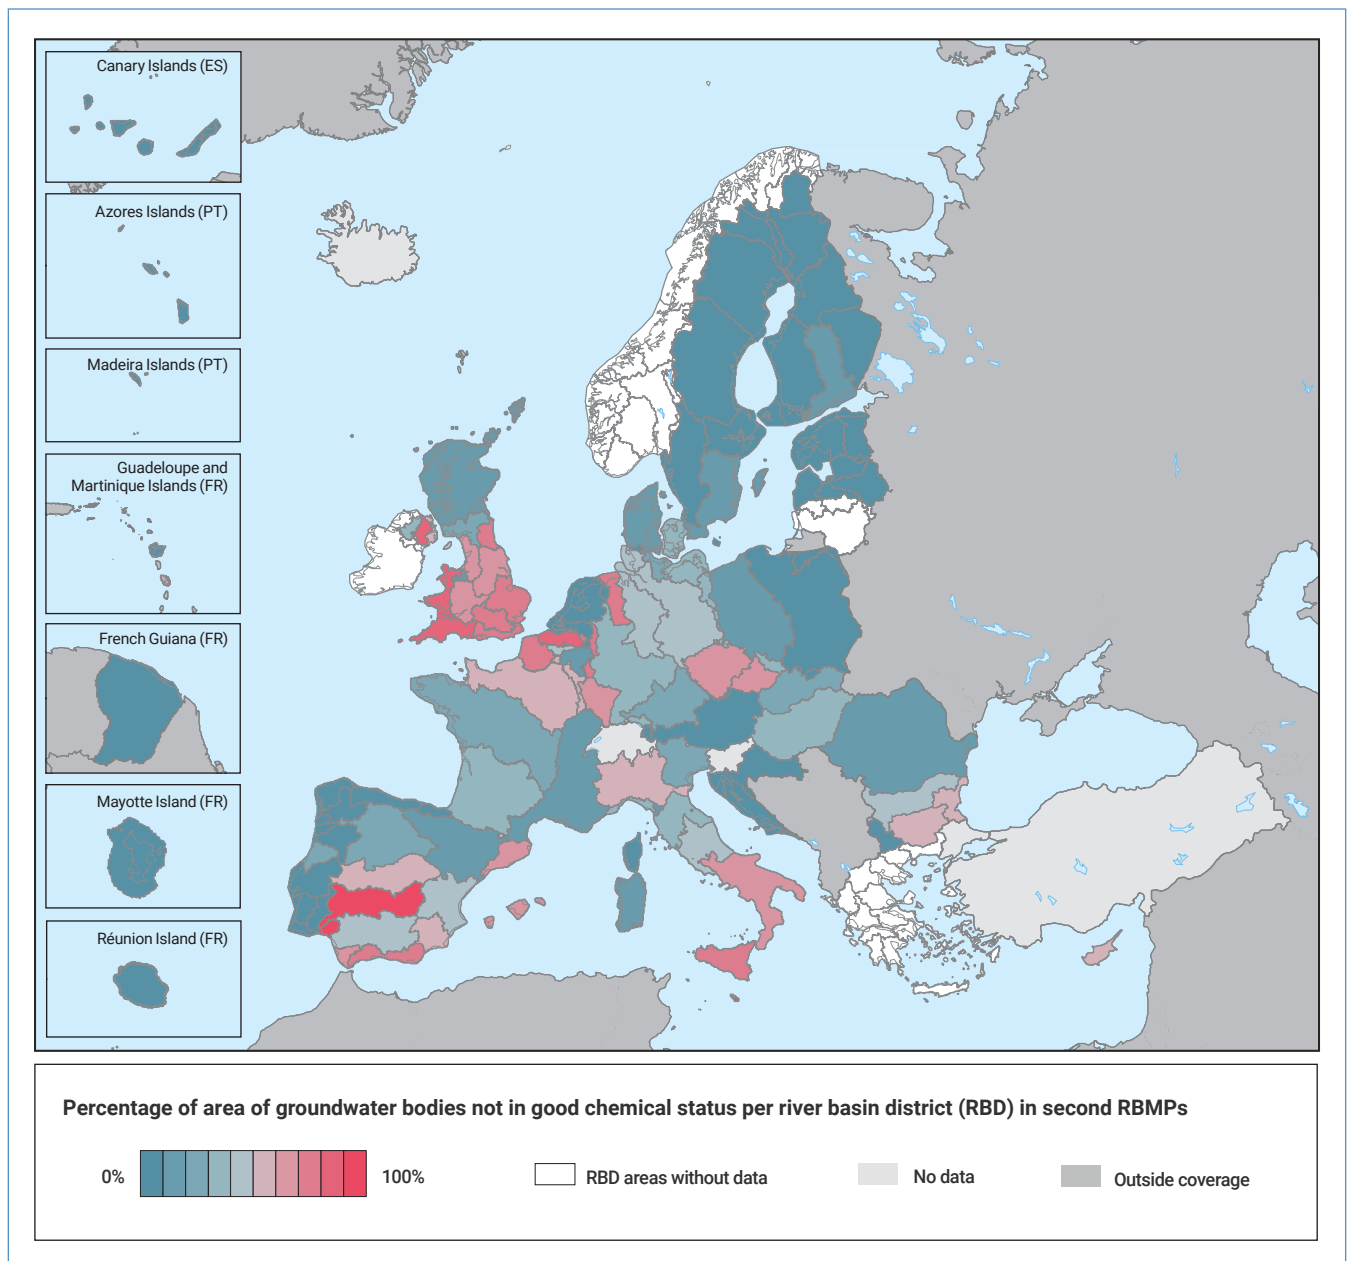 Canary Islands (ES)
Azores Islands (PT)
Madeira Islands (PT)
Guadeloupe and
Martinique Islands (FR)
French Guiana (FR)
Mayotte Island (FR)
Réunion Island (FR)
Percentage of area of groundwater bodies not in good chemical status per river basin district (RBD) in second RBMPs
0%
100%
RBD areas without data
No data
Outside coverage